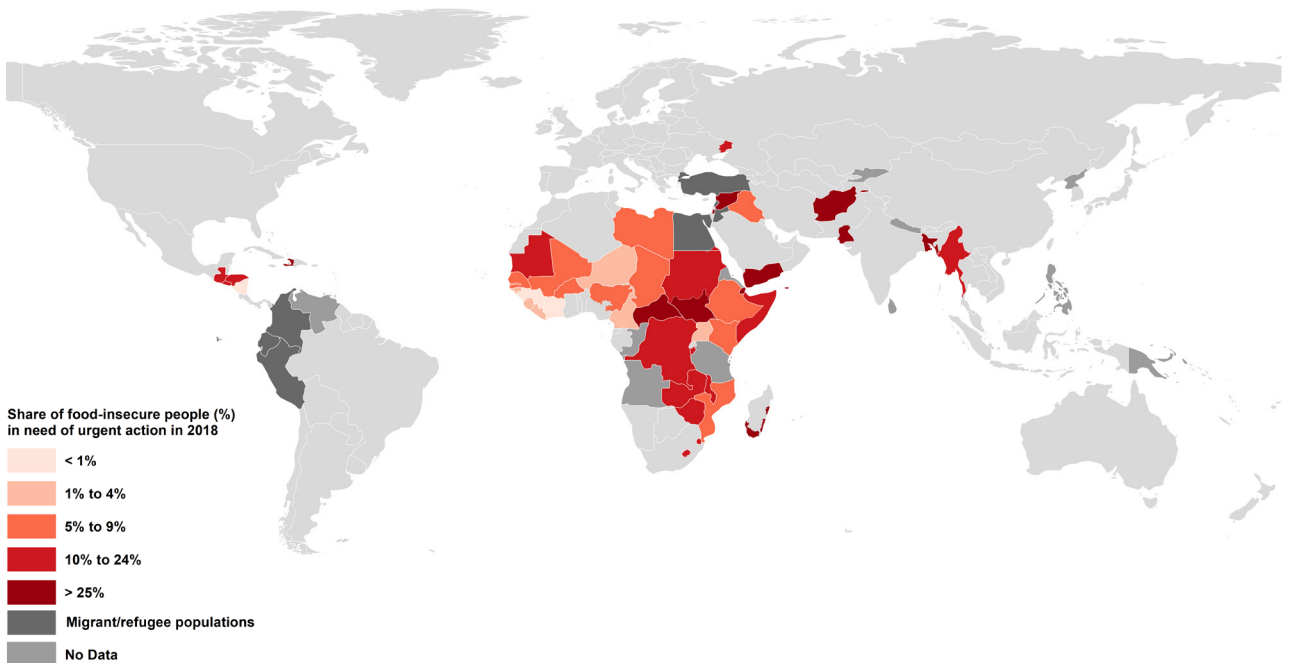 Share of food-insecure people (%)
in need of urgent action in 2018
< 1%
1% to 4%
5% to 9%
10% to 24%
> 25%
Migrant/refugee populations
No Data